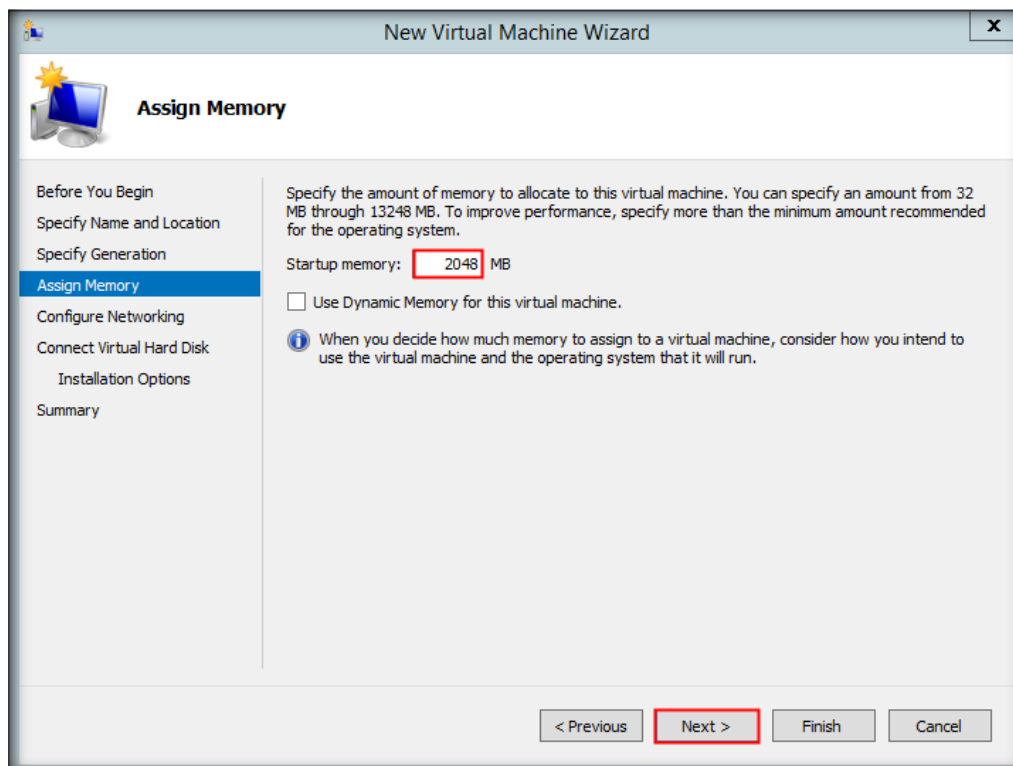 New Virtual Machine Wizard
x
Assign Memory
Before You Begin
Specify Name and Location
Specify Generation
Assign Memory
Configure Networking
Connect Virtual Hard Disk
Installation Options
Summary
Specify the amount of memory to allocate to this virtual machine. You can specify an amount from 32
MB through 13248 MB. To improve performance, specify more than the minimum amount recommended
for the operating system.
Startup memory: 2048 MB
Use Dynamic Memory for this virtual machine.
When you decide how much memory to assign to a virtual machine, consider how you intend to
use the virtual machine and the operating system that it will run.
< Previous Next > Finish Cancel